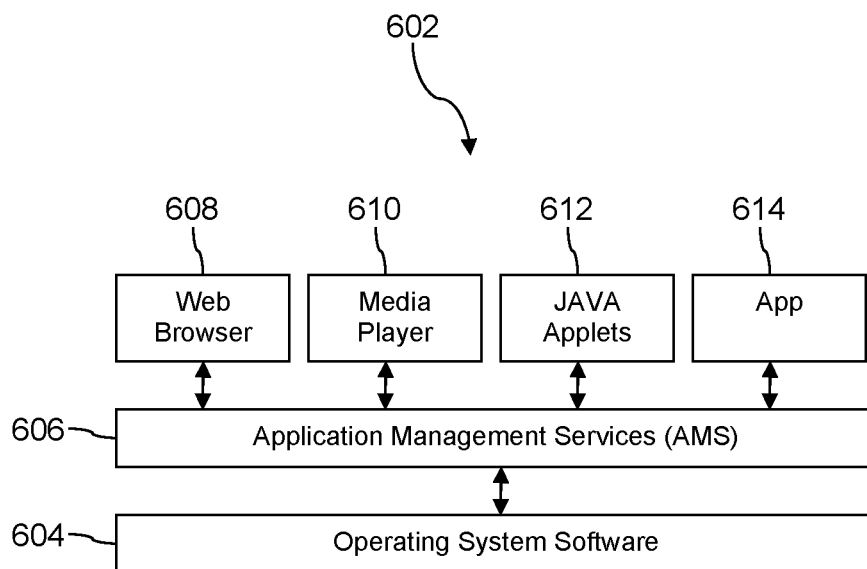 602
608
610
612
614
Web
Browser
Media
Player
JAVA
Applets
App
606
Application Management Services (AMS)
604
Operating System Software